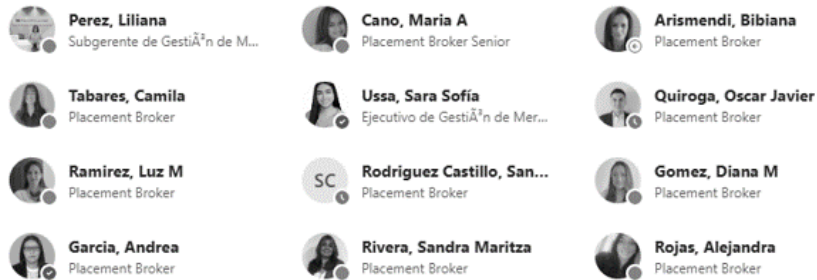 Perez, Liliana
Subgerente de GestiÃ³n de M...
Cano, Maria A
Placement Broker Senior
Arismendi, Bibiana
Placement Broker
Tabares, Camila
Placement Broker
Ussa, Sara Sofía
Ejecutivo de GestiÃ³n de Mer...
Quiroga, Oscar Javier
Placement Broker
Ramirez, Luz M
Placement Broker
SC
Rodriguez Castillo, San...
Placement Broker
Gomez, Diana M
Placement Broker
Garcia, Andrea
Placement Broker
Rivera, Sandra Maritza
Placement Broker
Rojas, Alejandra
Placement Broker